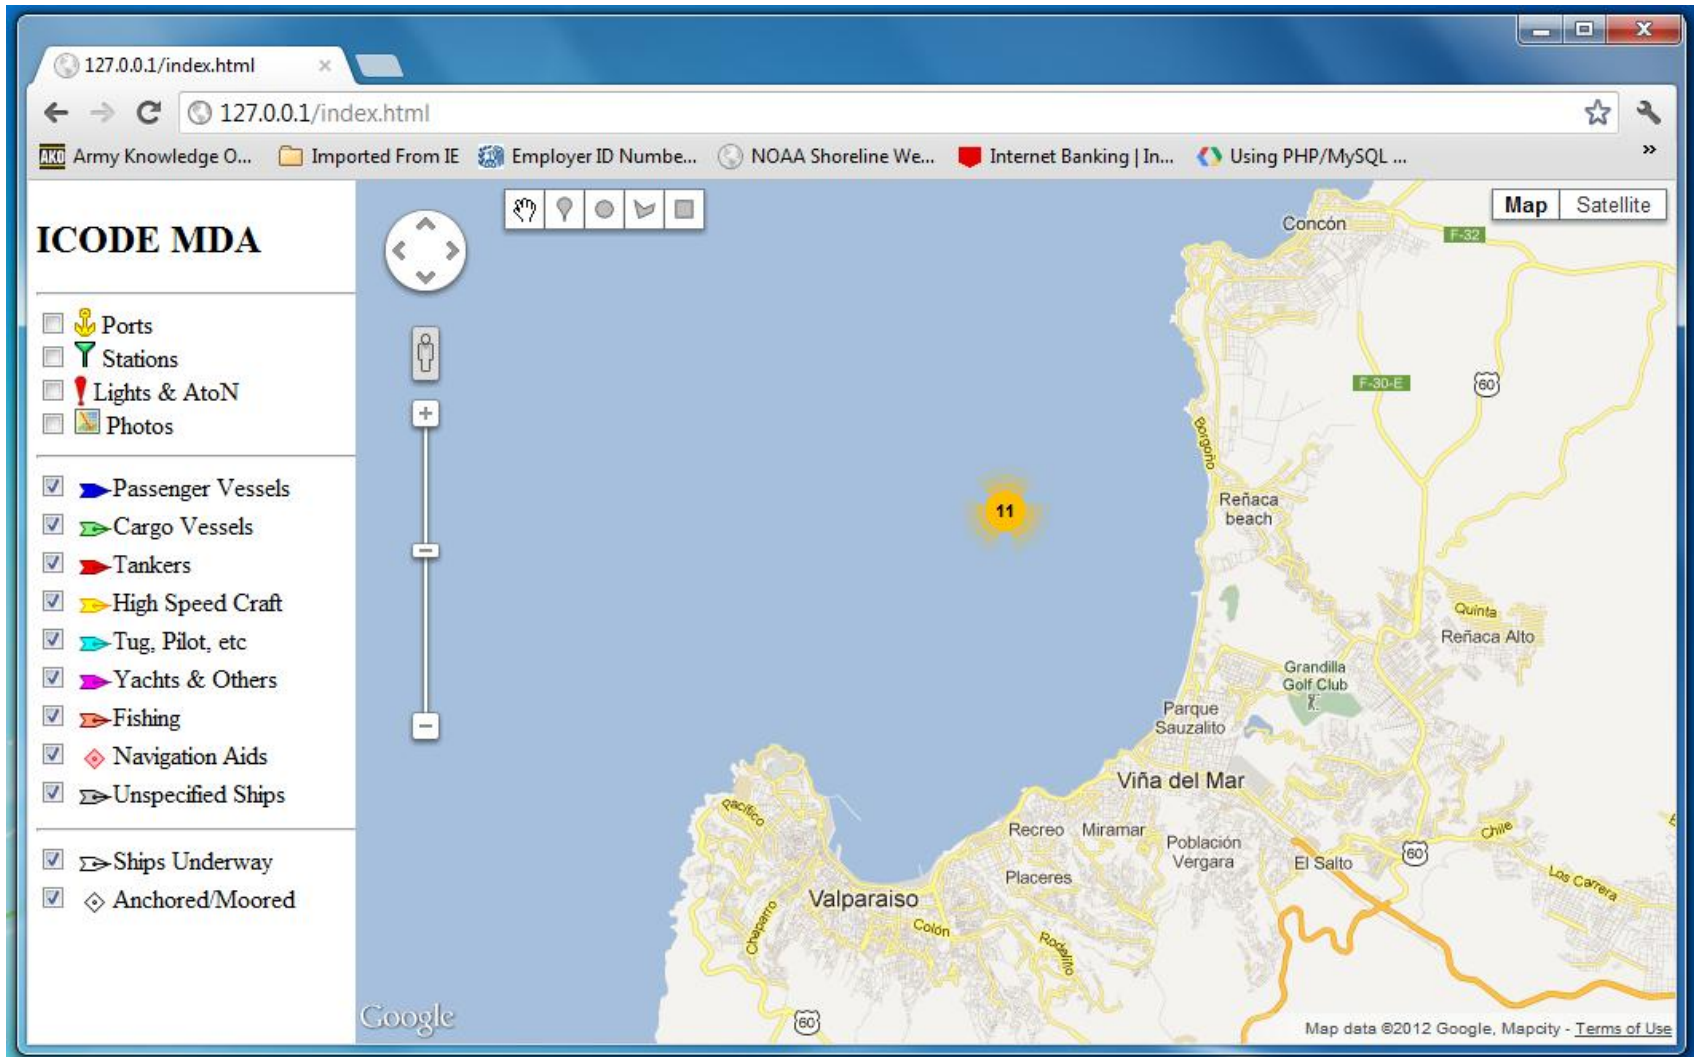 127.0.0.1/index.html
127.0.0.1/index.html
AKO Army Knowledge O... Imported From IE Employer ID Numbe... NOAA Shoreline We... Internet Banking | In... Using PHP/MySQL ... »
ICODE MDA
Ports
Stations
Lights & AtoN
Photos
Passenger Vessels
Cargo Vessels
Tankers
High Speed Craft
Tug, Pilot, etc
Yachts & Others
Fishing
Navigation Aids
Unspecified Ships
Ships Underway
Anchored/Moored
Map Satellite
Concón
F-32
F-30-E
60
Borgoño
Reñaca
beach
11
Quinta
Reñaca Alto
Grandilla
Golf Club
Parque
Sauzalito
Viña del Mar
Pacífico
Recreo Miramar
Población
Vergara
Chile
El Salto
60
Placeres
Los Carrera
Valparaiso
Colón
Chaparro
Rodelillo
60
Google
Map data ©2012 Google, Mapcity - Terms of Use